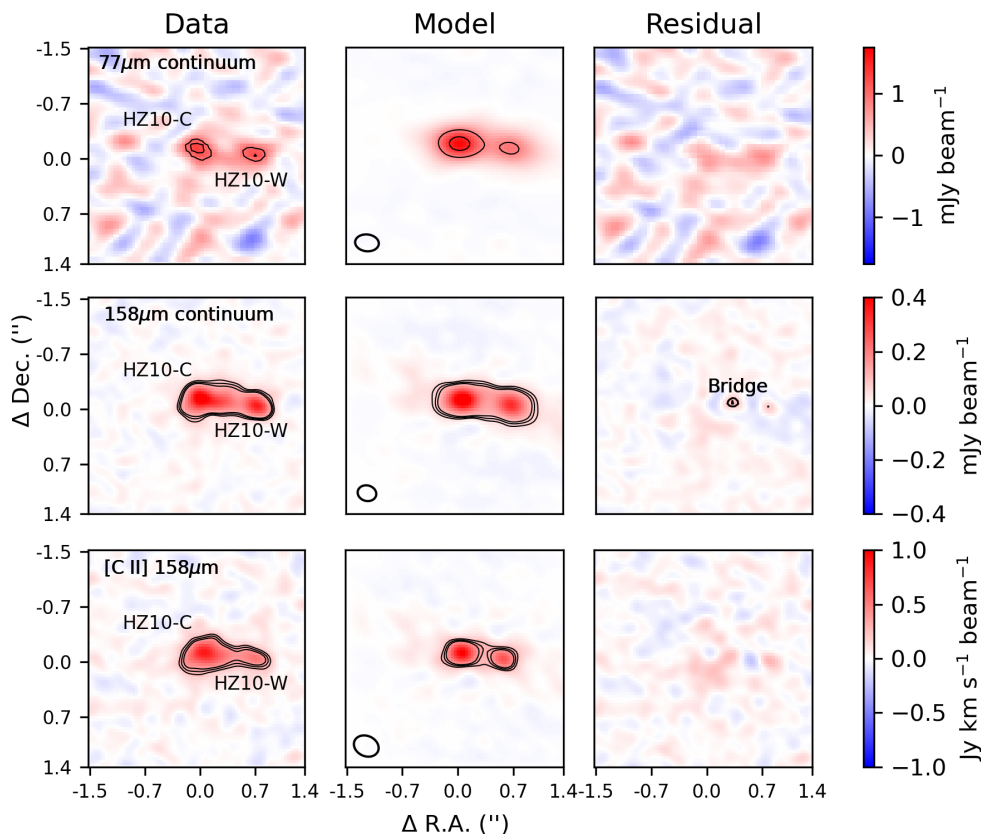 Data Model Residual
-1.5
77μm continuum
-0.7
HZ10-C
0.0
HZ10-W
0.7
1.4
1
0
−1
mJy beam⁻¹
Δ Dec. ('')
-1.5
158μm continuum
-0.7
HZ10-C
0.0
HZ10-W
0.7
1.4
Bridge
0.4
0.2
0.0
−0.2
−0.4
mJy beam⁻¹
-1.5
[C II] 158μm
-0.7
HZ10-C
0.0
HZ10-W
0.7
1.4
1.0
0.5
0.0
−0.5
−1.0
Jy km s⁻¹ beam⁻¹
-1.5 -0.7 0.0 0.7 1.4 -1.5 -0.7 0.0 0.7 1.4 -1.5 -0.7 0.0 0.7 1.4
Δ R.A. ('')